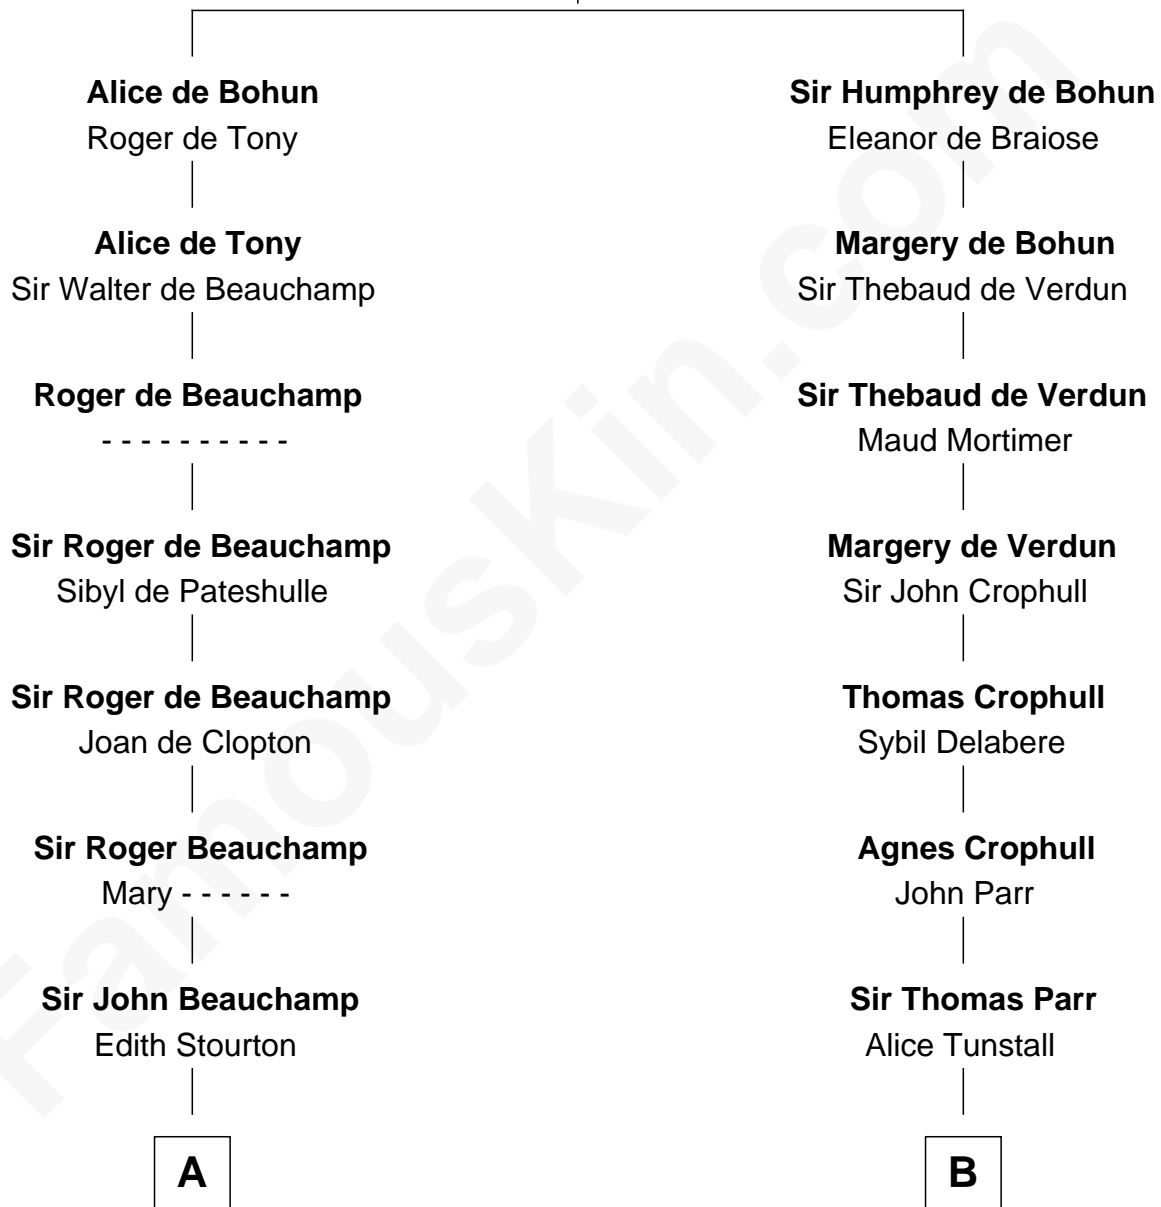 Alice de Bohun
Roger de Tony
Alice de Tony
Sir Walter de Beauchamp
Roger de Beauchamp
- - - - - - - - - -
Sir Roger de Beauchamp
Sibyl de Pateshulle
Sir Roger de Beauchamp
Joan de Clopton
Sir Roger Beauchamp
Mary - - - - - -
Sir John Beauchamp
Edith Stourton
A
Sir Humphrey de Bohun
Eleanor de Braiose
Margery de Bohun
Sir Thebaud de Verdun
Sir Thebaud de Verdun
Maud Mortimer
Margery de Verdun
Sir John Crophull
Thomas Crophull
Sybil Delabere
Agnes Crophull
John Parr
Sir Thomas Parr
Alice Tunstall
B
FamousKin.com